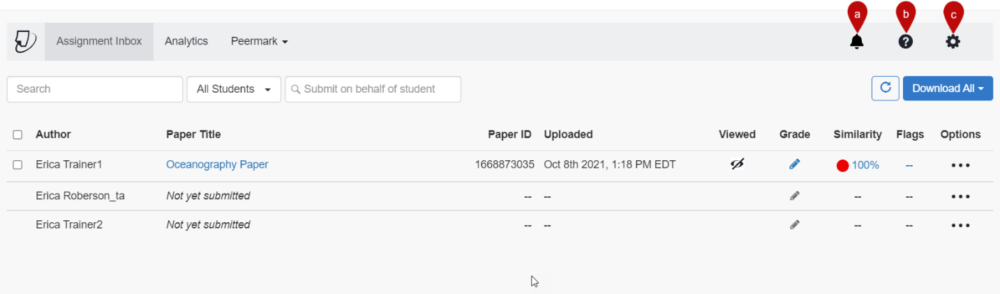 a b c
Assignment Inbox Analytics Peermark
Search All Students Submit on behalf of student Download All
Author Paper Title Paper ID Uploaded Viewed Grade Similarity Flags Options
Erica Trainer1 Oceanography Paper 1668873035 Oct 8th 2021, 1:18 PM EDT 100% -- •••
Erica Roberson_ta Not yet submitted -- -- -- -- •••
Erica Trainer2 Not yet submitted -- -- -- -- •••